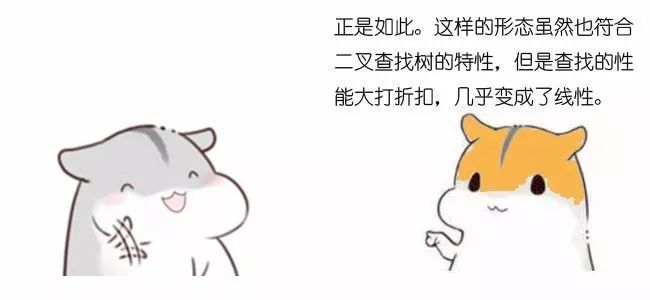 正是如此。这样的形态虽然也符合
二叉查找树的特性，但是查找的性
能大打折扣，几乎变成了线性。